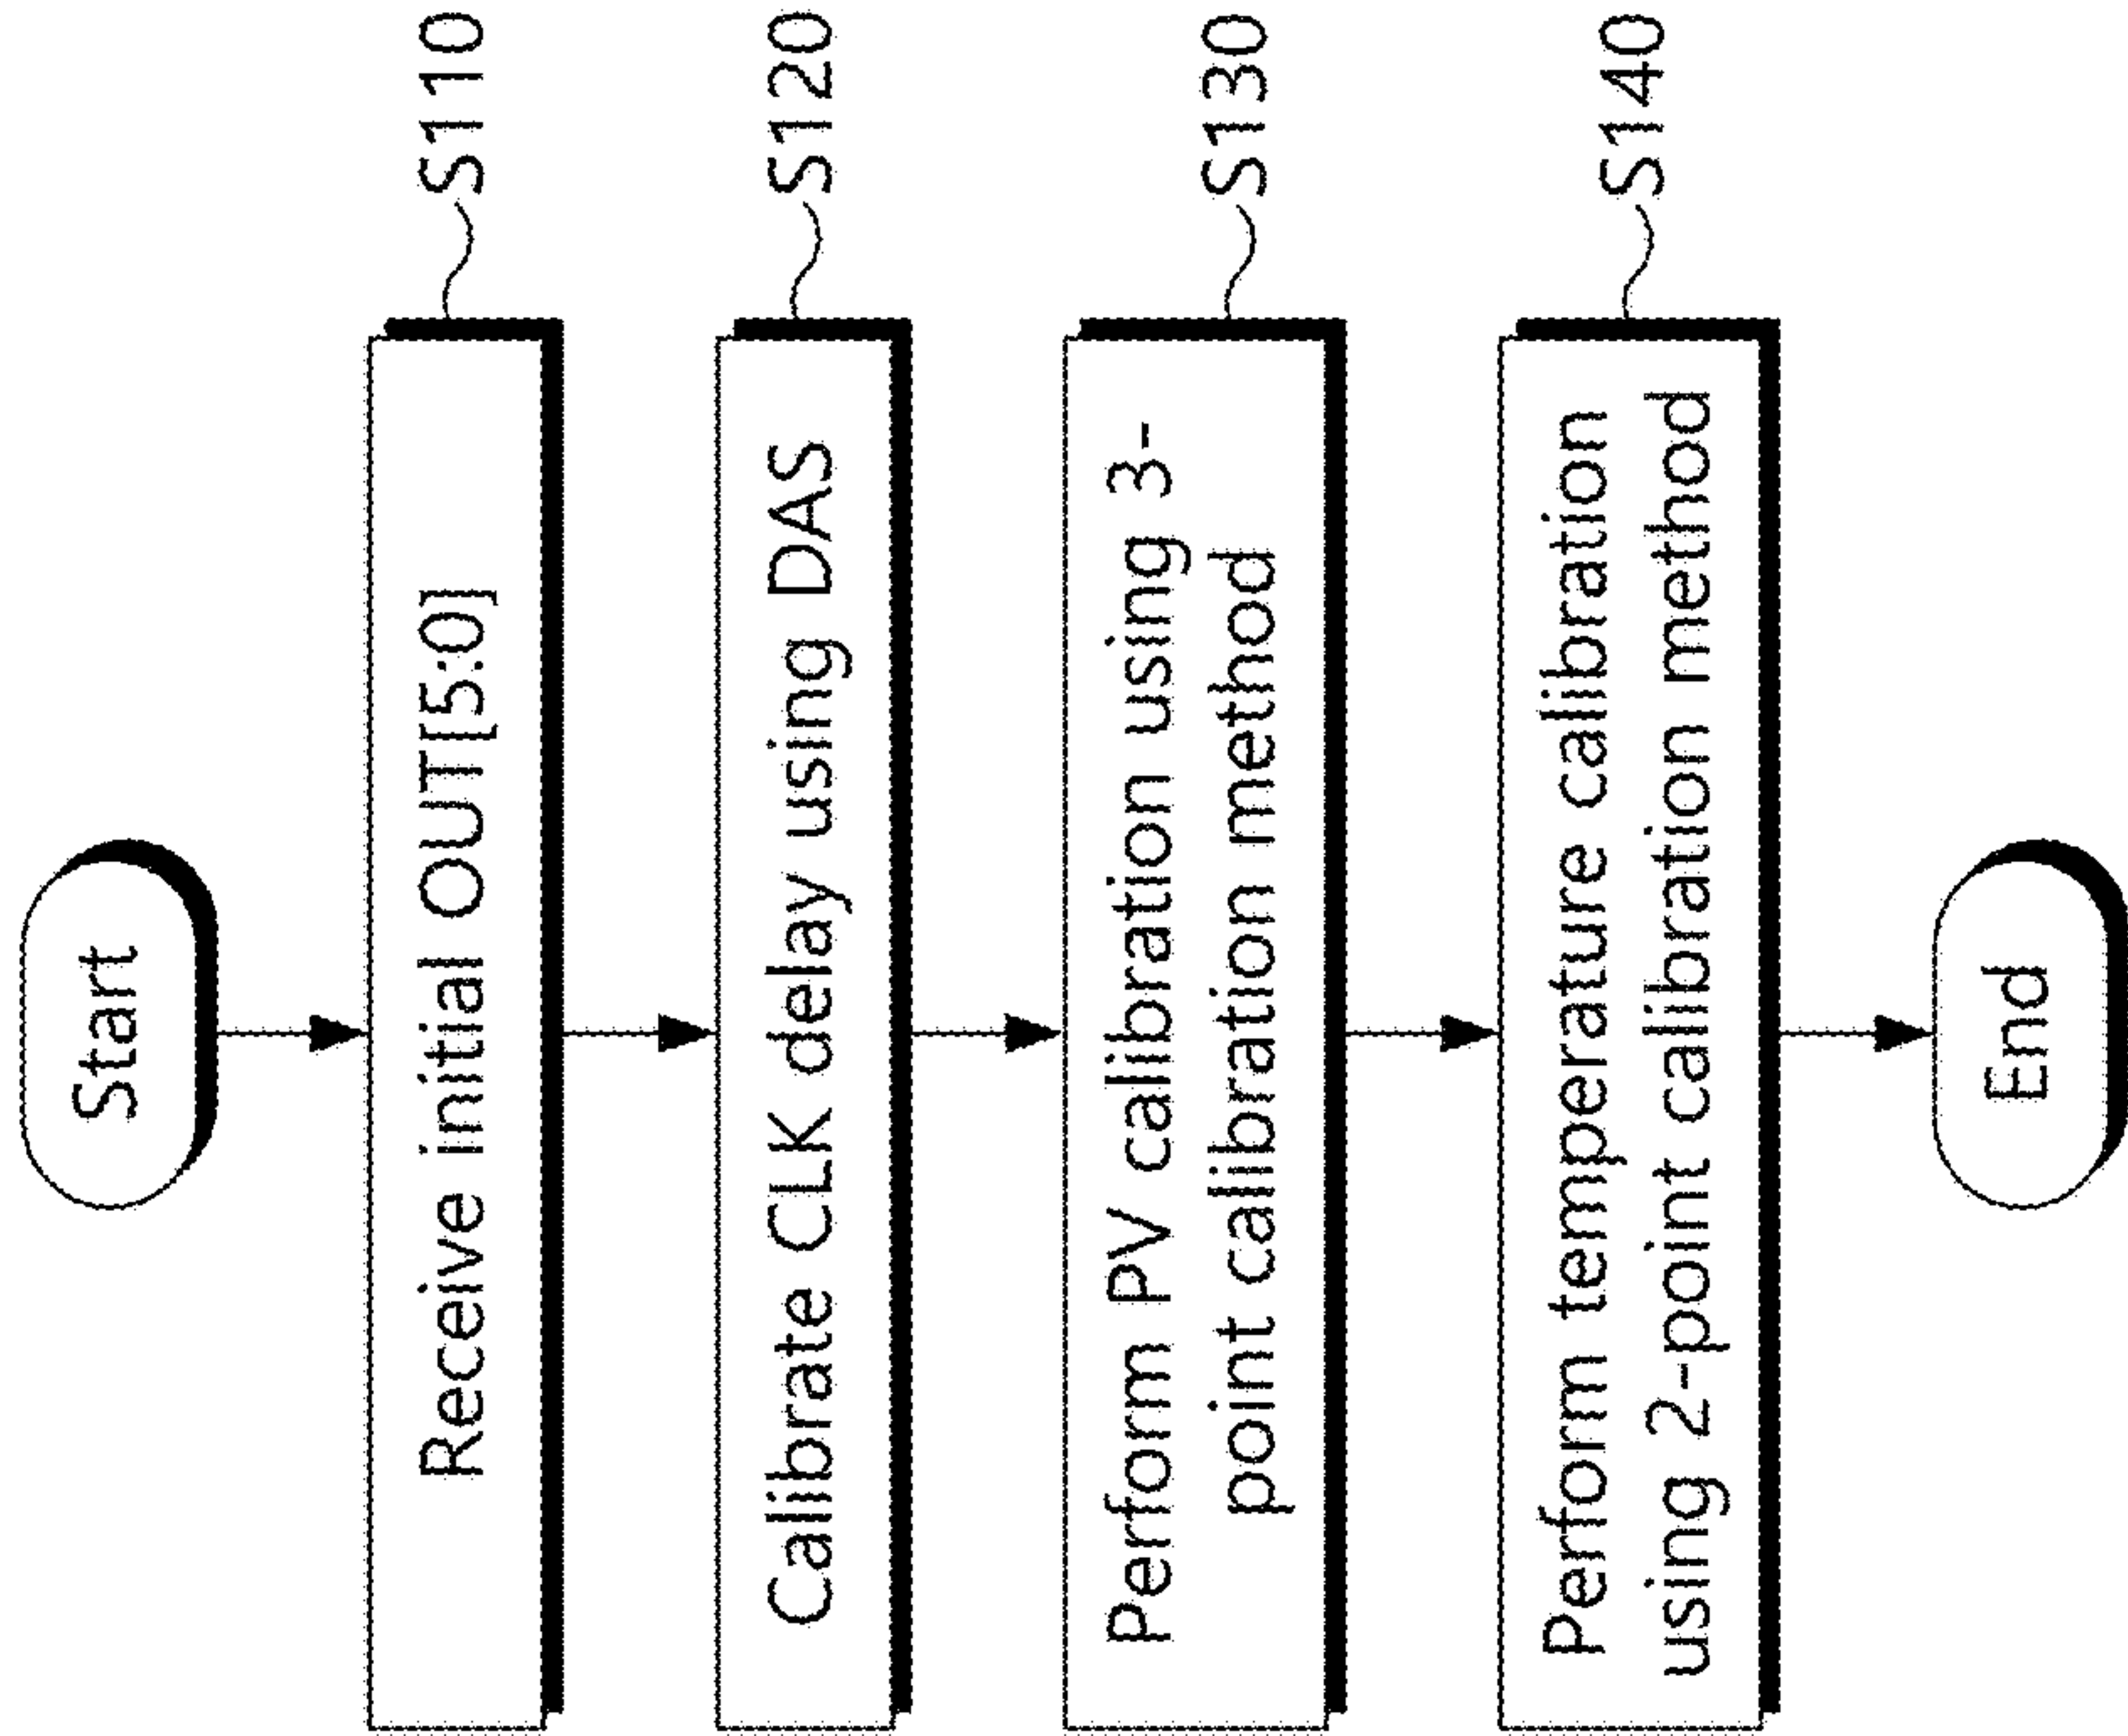 Start
Receive initial OUT[5:0]
S110
Calibrate CLK delay using DAS
S120
Perform PV calibration using 3-
point calibration method
S130
Perform temperature calibration
using 2-point calibration method
S140
End